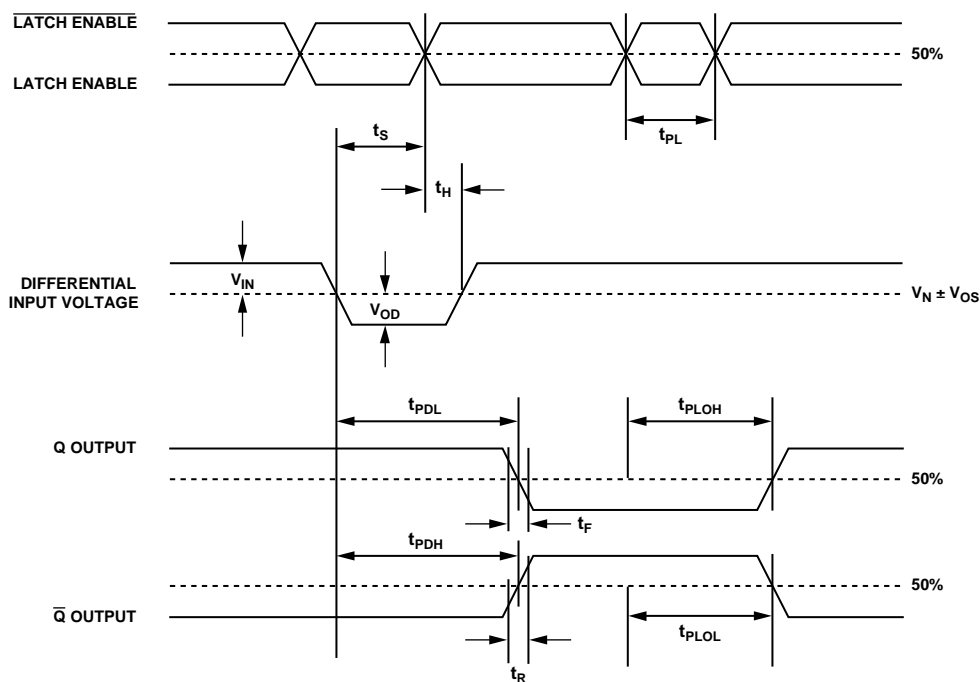 LATCH ENABLE
50%
LATCH ENABLE
tS
tPL
tH
DIFFERENTIAL
INPUT VOLTAGE
VIN
VOD
VN ± VOS
tPDL
tPLOH
Q OUTPUT
50%
tF
tPDH
50%
Q OUTPUT
tPLOL
tR